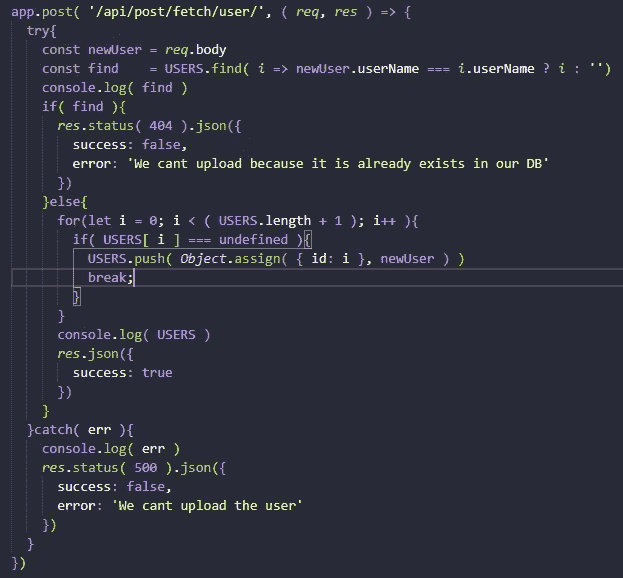 app.post( '/api/post/fetch/user/', ( req, res ) => {
  try{
    const newUser = req.body
    const find    = USERS.find( i => newUser.userName === i.userName ? i : '')
    console.log( find )
    if( find ){
      res.status( 404 ).json({
        success: false,
        error: 'We cant upload because it is already exists in our DB'
      })
    }else{
      for(let i = 0; i < ( USERS.length + 1 ); i++ ){
        if( USERS[ i ] === undefined ){
          USERS.push( Object.assign( { id: i }, newUser ) )
          break;
        }
      }
      console.log( USERS )
      res.json({
        success: true
      })
    }
  }catch( err ){
    console.log( err )
    res.status( 500 ).json({
      success: false,
      error: 'We cant upload the user'
    })
  }
})